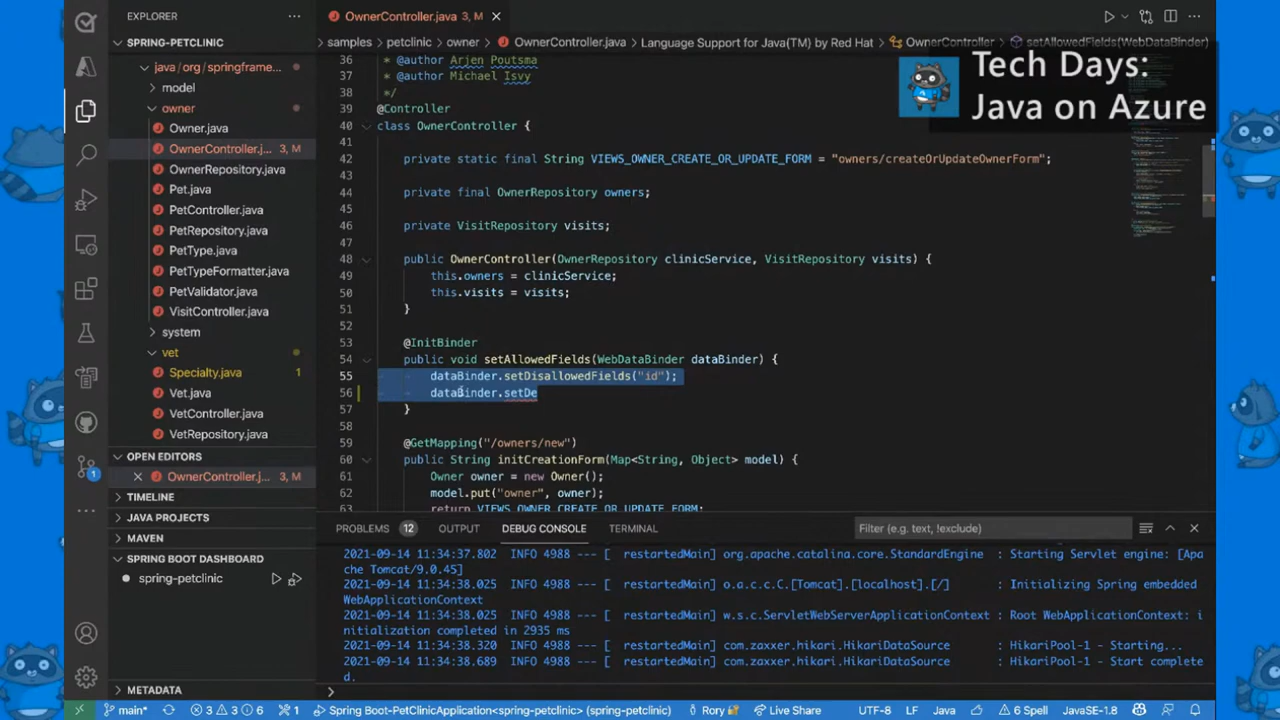 EXPLORER
SPRING-PETCLINIC
java/org/springframe...
model
owner
Owner.java
OwnerController.j... 3, M
OwnerRepository.java
Pet.java
PetController.java
PetRepository.java
PetType.java
PetTypeFormatter.java
PetValidator.java
VisitController.java
system
vet
Specialty.java 1
Vet.java
VetController.java
VetRepository.java
OPEN EDITORS
OwnerController.j... 3, M
TIMELINE
JAVA PROJECTS
MAVEN
SPRING BOOT DASHBOARD
spring-petclinic
METADATA
1
OwnerController.java 3, M
samples > petclinic > owner > OwnerController.java > Language Support for Java(TM) by Red Hat > OwnerController > setAllowedFields(WebDataBinder)
Tech Days:
Java on Azure
36 * @author Arjen Poutsma
37 * @author Michael Isvy
38 */
39 @Controller
40 class OwnerController {
41
42 private static final String VIEWS_OWNER_CREATE_OR_UPDATE_FORM = "owners/createOrUpdateOwnerForm";
43
44 private final OwnerRepository owners;
45
46 private VisitRepository visits;
47
48 public OwnerController(OwnerRepository clinicService, VisitRepository visits) {
49 this.owners = clinicService;
50 this.visits = visits;
51 }
52
53 @InitBinder
54 public void setAllowedFields(WebDataBinder dataBinder) {
55 dataBinder.setDisallowedFields("id");
56 dataBinder.setDe
57 }
58
59 @GetMapping("/owners/new")
60 public String initCreationForm(Map<String, Object> model) {
61 Owner owner = new Owner();
62 model.put("owner", owner);
63 return VIEWS_OWNER_CREATE_OR_UPDATE_FORM;
PROBLEMS 12 OUTPUT DEBUG CONSOLE TERMINAL Filter (e.g. text, !exclude)
2021-09-14 11:34:37.802 INFO 4988 --- [ restartedMain] org.apache.catalina.core.StandardEngine : Starting Servlet engine: [Apa
che Tomcat/9.0.45]
2021-09-14 11:34:38.025 INFO 4988 --- [ restartedMain] o.a.c.c.C.[Tomcat].[localhost].[/] : Initializing Spring embedded
WebApplicationContext
2021-09-14 11:34:38.025 INFO 4988 --- [ restartedMain] w.s.c.ServletWebServerApplicationContext : Root WebApplicationContext: i
nitialization completed in 2935 ms
2021-09-14 11:34:38.320 INFO 4988 --- [ restartedMain] com.zaxxer.hikari.HikariDataSource : HikariPool-1 - Starting...
2021-09-14 11:34:38.689 INFO 4988 --- [ restartedMain] com.zaxxer.hikari.HikariDataSource : HikariPool-1 - Start complete
d.
main* 3 3 6 1 Spring Boot-PetClinicApplication<spring-petclinic> (spring-petclinic) Rory Live Share UTF-8 LF Java JavaSE-1.8 6 Spell